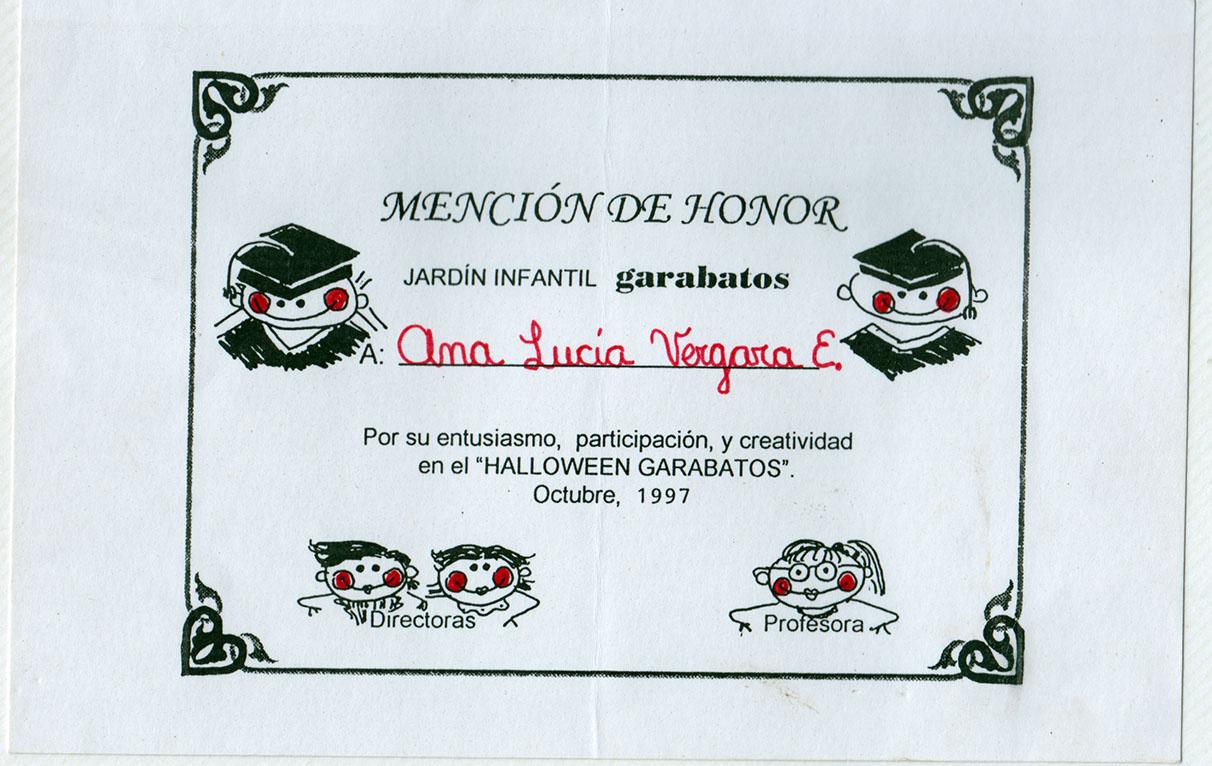 MENCIÓN DE HONOR
JARDÍN INFANTIL garabatos
A: Ana Lucia Vergara E.
Por su entusiasmo, participación, y creatividad
en el “HALLOWEEN GARABATOS”.
Octubre, 1997
Directoras Profesora